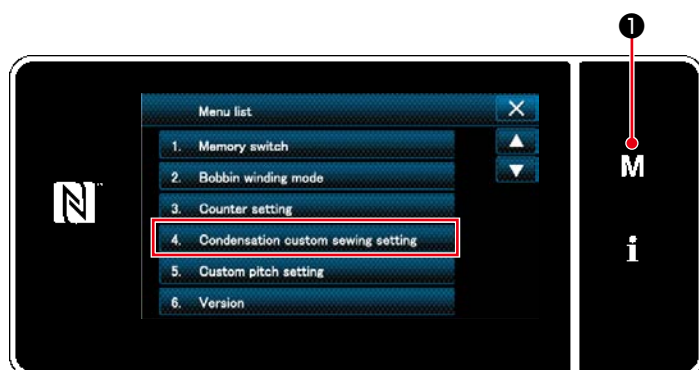 ❶
Menu list
1. Memory switch
2. Bobbin winding mode
3. Counter setting
4. Condensation custom sewing setting
5. Custom pitch setting
6. Version
M
i